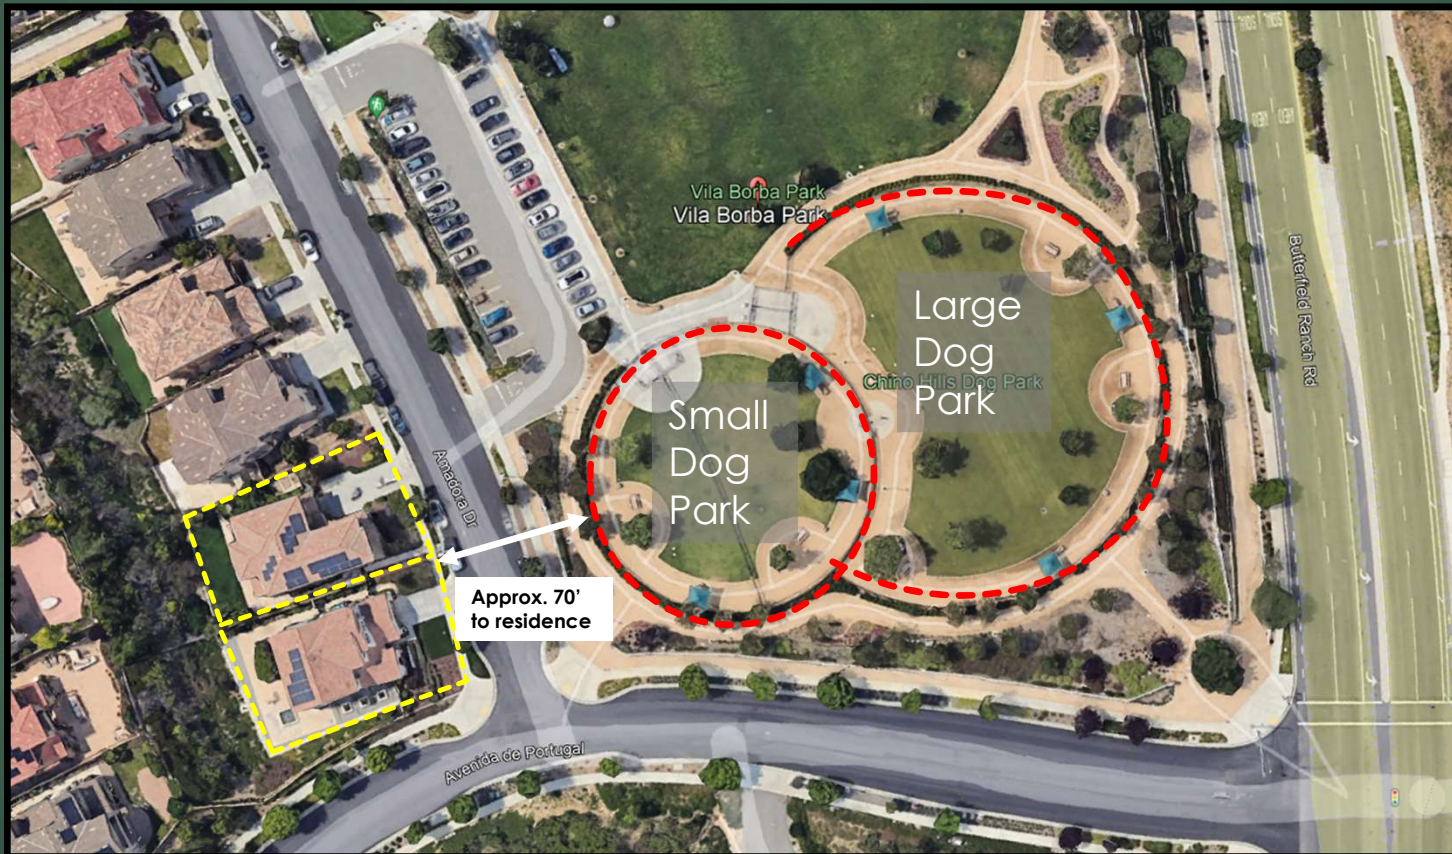 Vila Borba Park
Vila Borba Park
Large
Dog
Park
Chino Hills Dog Park
Small
Dog
Park
Butterfield Ranch Rd
Amadora Dr
Approx. 70’
to residence
Avenida de Portugal